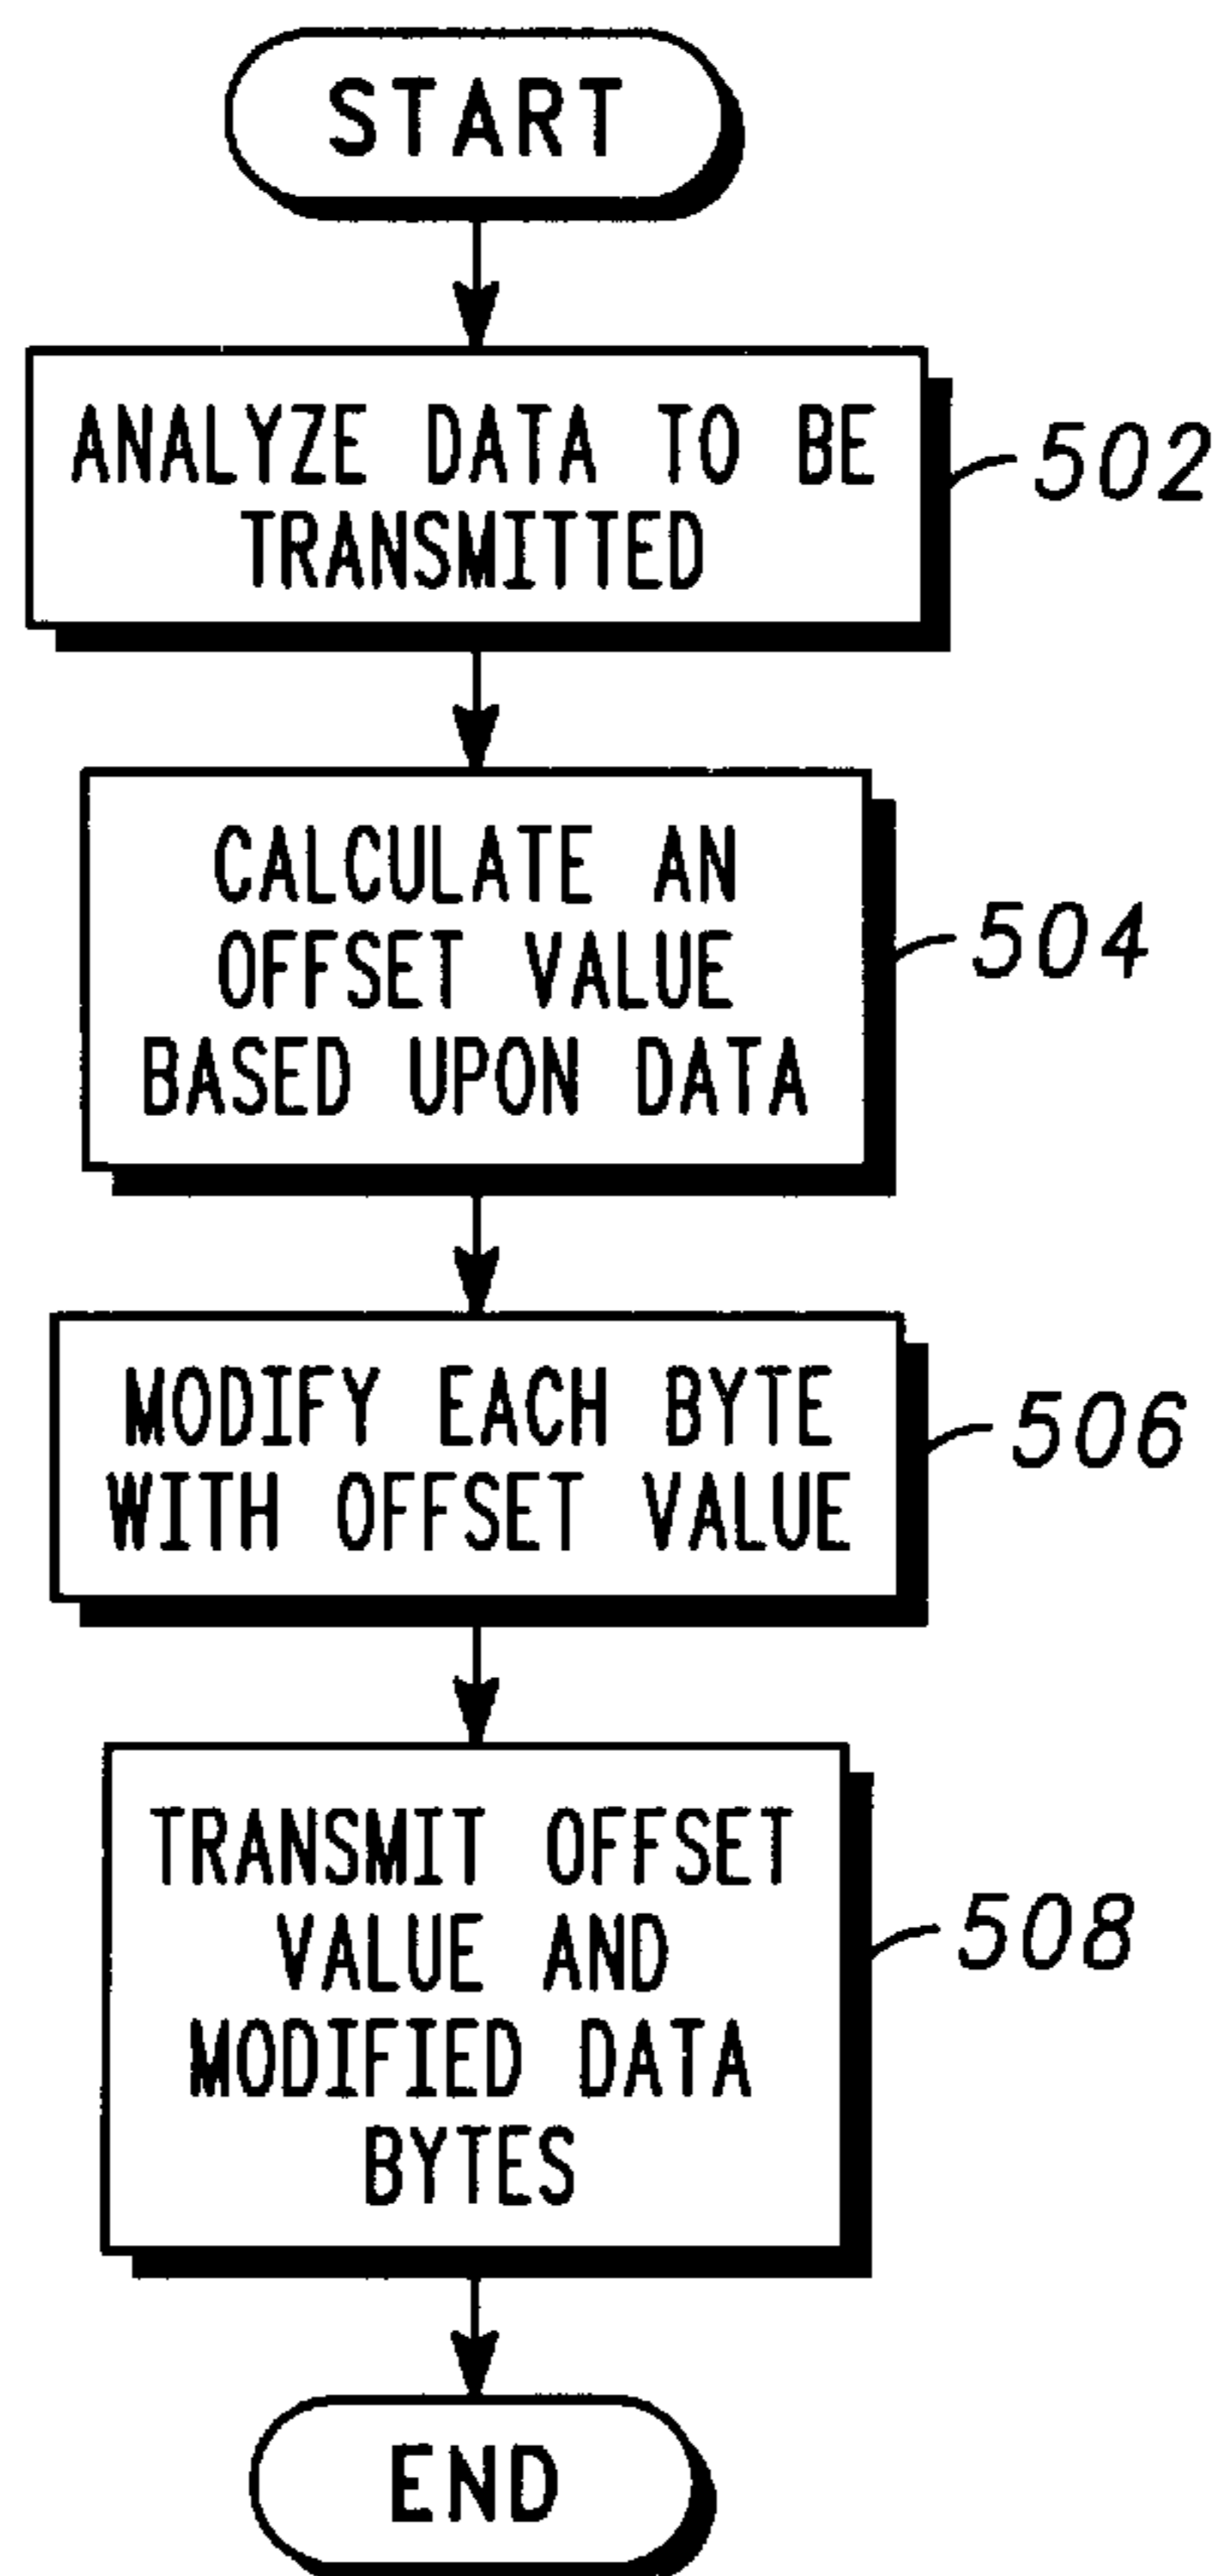 START
ANALYZE DATA TO BE
TRANSMITTED
502
CALCULATE AN
OFFSET VALUE
BASED UPON DATA
504
MODIFY EACH BYTE
WITH OFFSET VALUE
506
TRANSMIT OFFSET
VALUE AND
MODIFIED DATA
BYTES
508
END